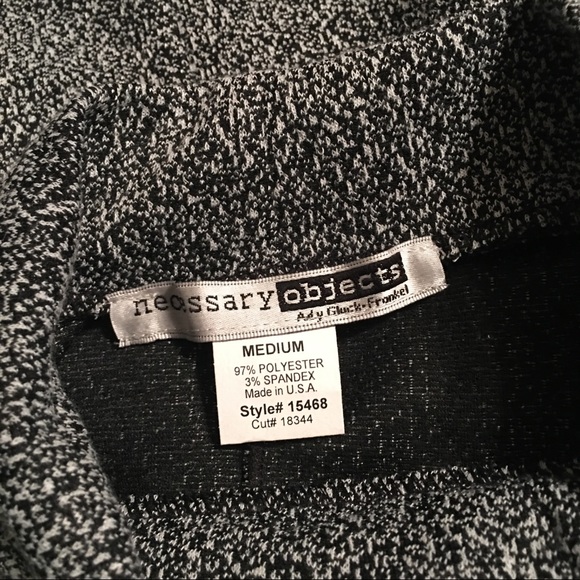 necessary objects
Ady Gluck-Frankel
MEDIUM
97% POLYESTER
3% SPANDEX
Made in U.S.A.
Style# 15468
Cut# 18344